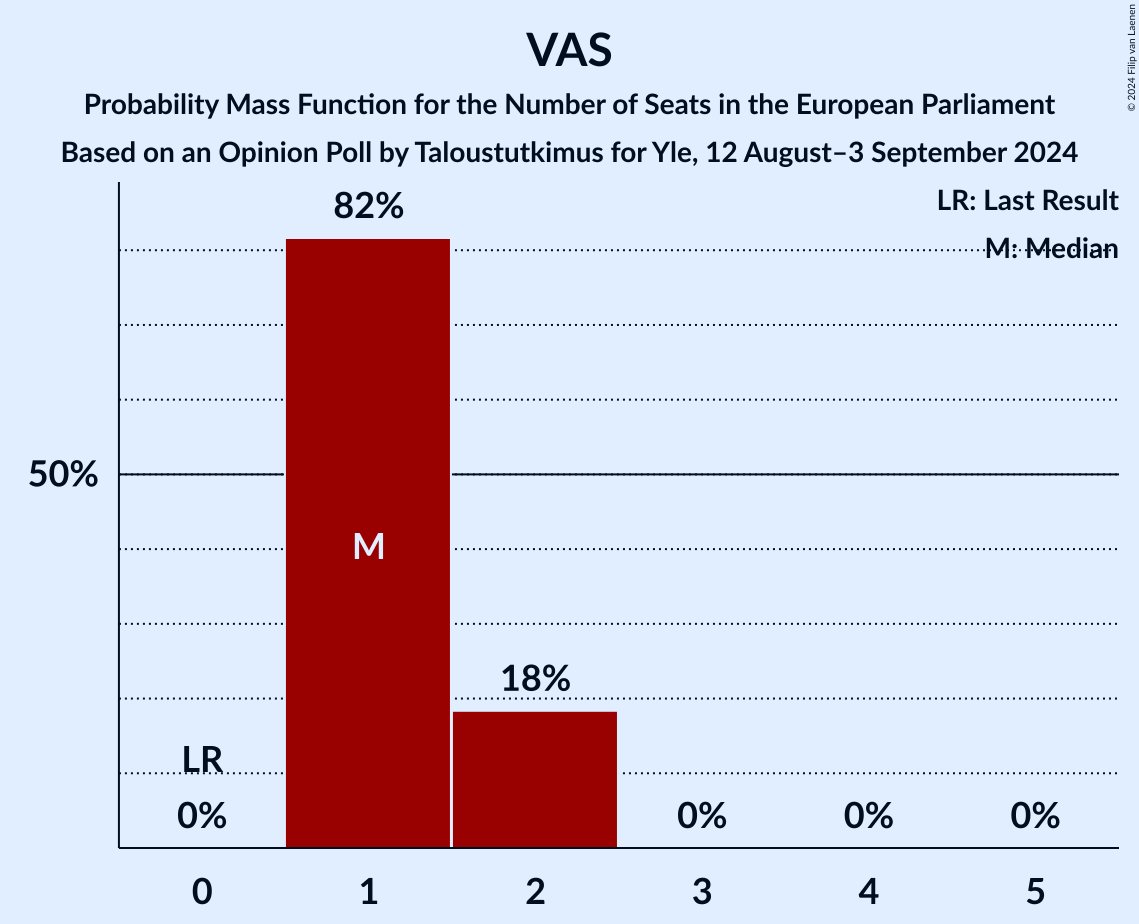 VAS
Probability Mass Function for the Number of Seats in the European Parliament
Based on an Opinion Poll by Taloustutkimus for Yle, 12 August–3 September 2024
© 2024 Filip van Laenen
LR: Last Result
M: Median
82%
50%
M
18%
LR
0%
0%
0%
0%
0
1
2
3
4
5